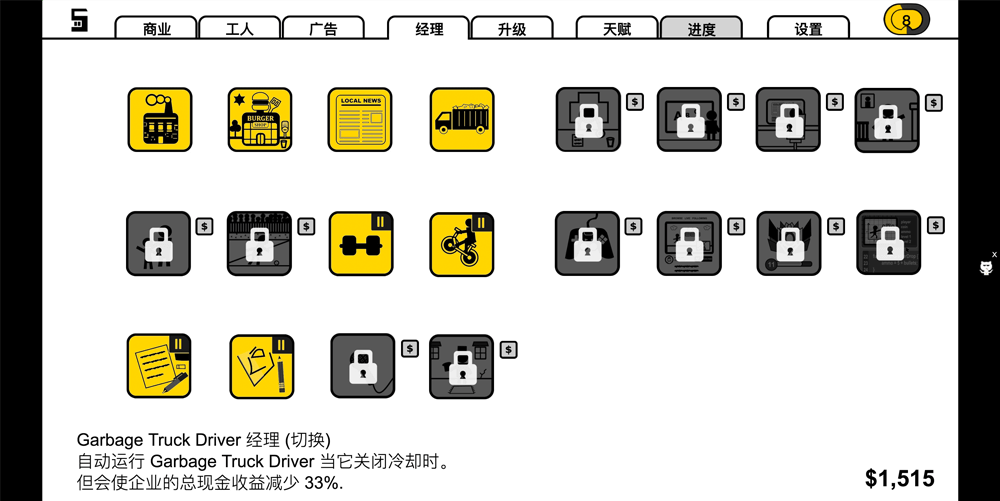 商业 工人 广告 经理 升级 天赋 进度 设置 8
LOCAL NEWS
BURGER
SHOP
$ $ $ $
$ $ $ $ $ $
11
$ $
Garbage Truck Driver 经理 (切换)
自动运行 Garbage Truck Driver 当它关闭冷却时。
但会使企业的总现金收益减少 33%.
$1,515
x